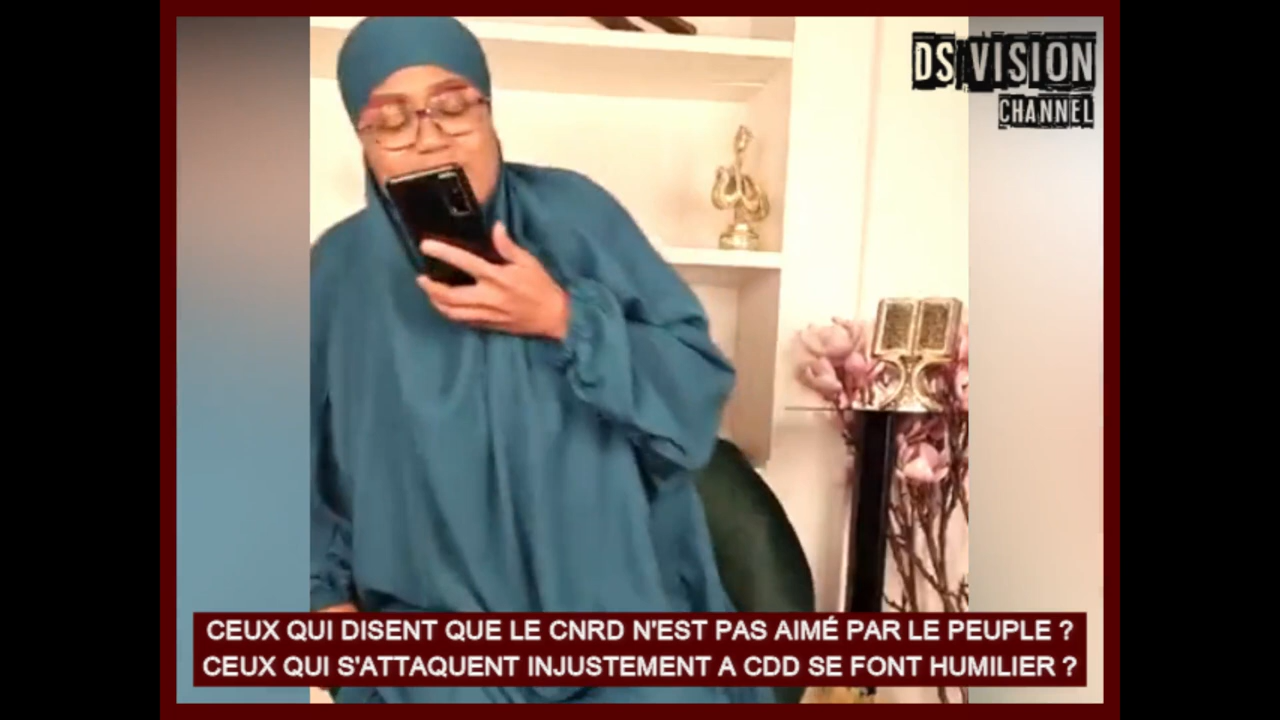 DS VISION
CHANNEL
CEUX QUI DISENT QUE LE CNRD N'EST PAS AIMÉ PAR LE PEUPLE ?
CEUX QUI S'ATTAQUENT INJUSTEMENT A CDD SE FONT HUMILIER ?